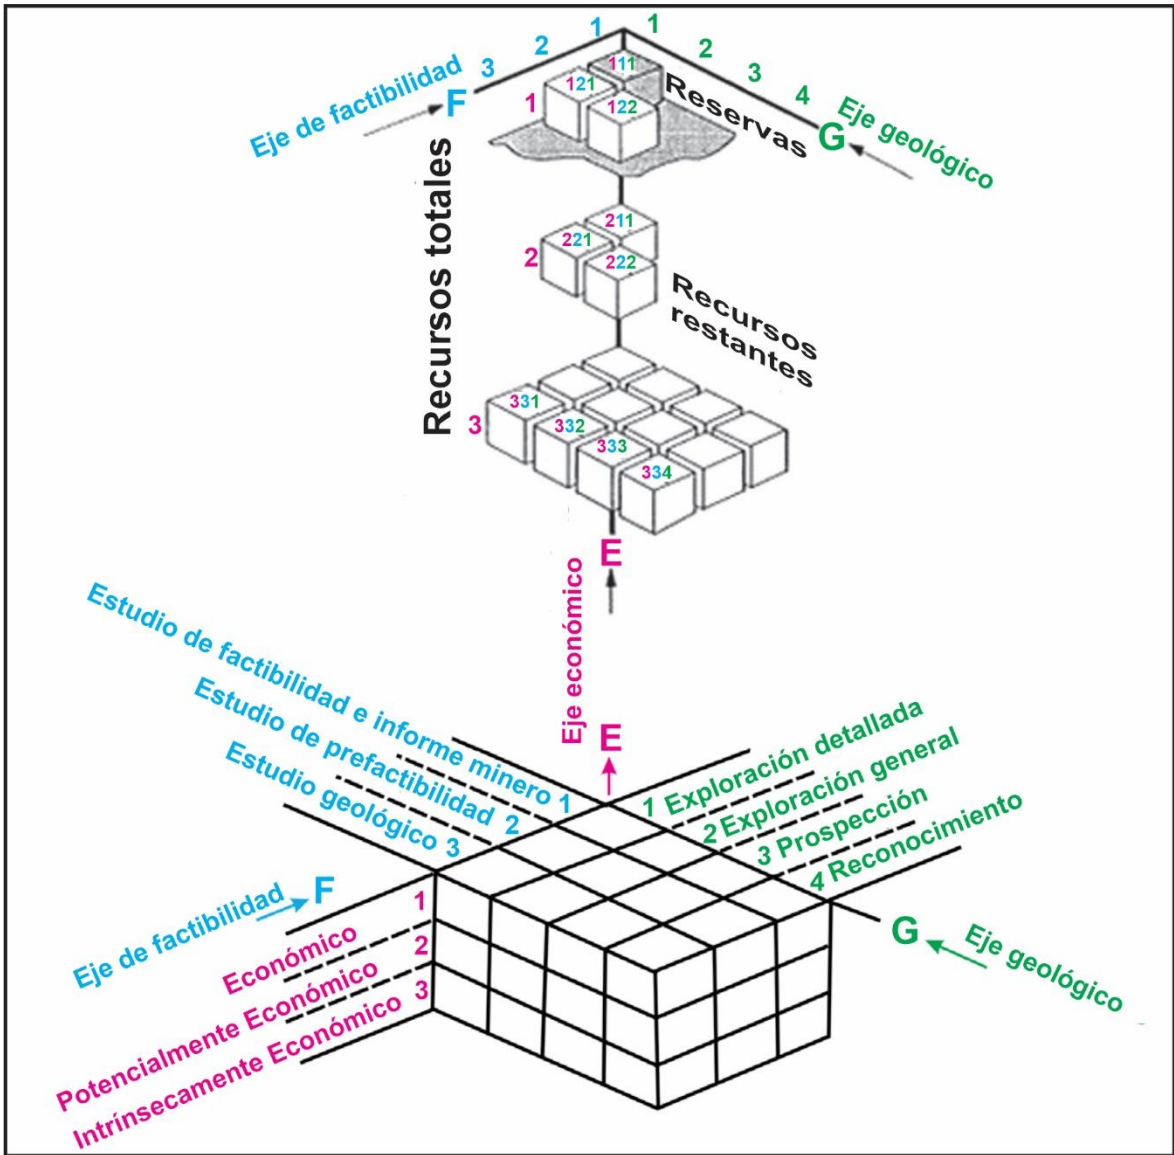 1
1
2
2
3
3
4
Eje de factibilidad
F
G
Eje geológico
Reservas
1
111
121
122
Recursos totales
2
211
221
222
Recursos
restantes
3
331
332
333
334
E
Eje económico
E
Estudio de factibilidad e informe minero 1
Estudio de prefactibilidad 2
Estudio geológico 3
1 Exploración detallada
2 Exploración general
3 Prospección
4 Reconocimiento
Eje de factibilidad
F
G
Eje geológico
Económico 1
Potencialmente Económico 2
Intrínsecamente Económico 3